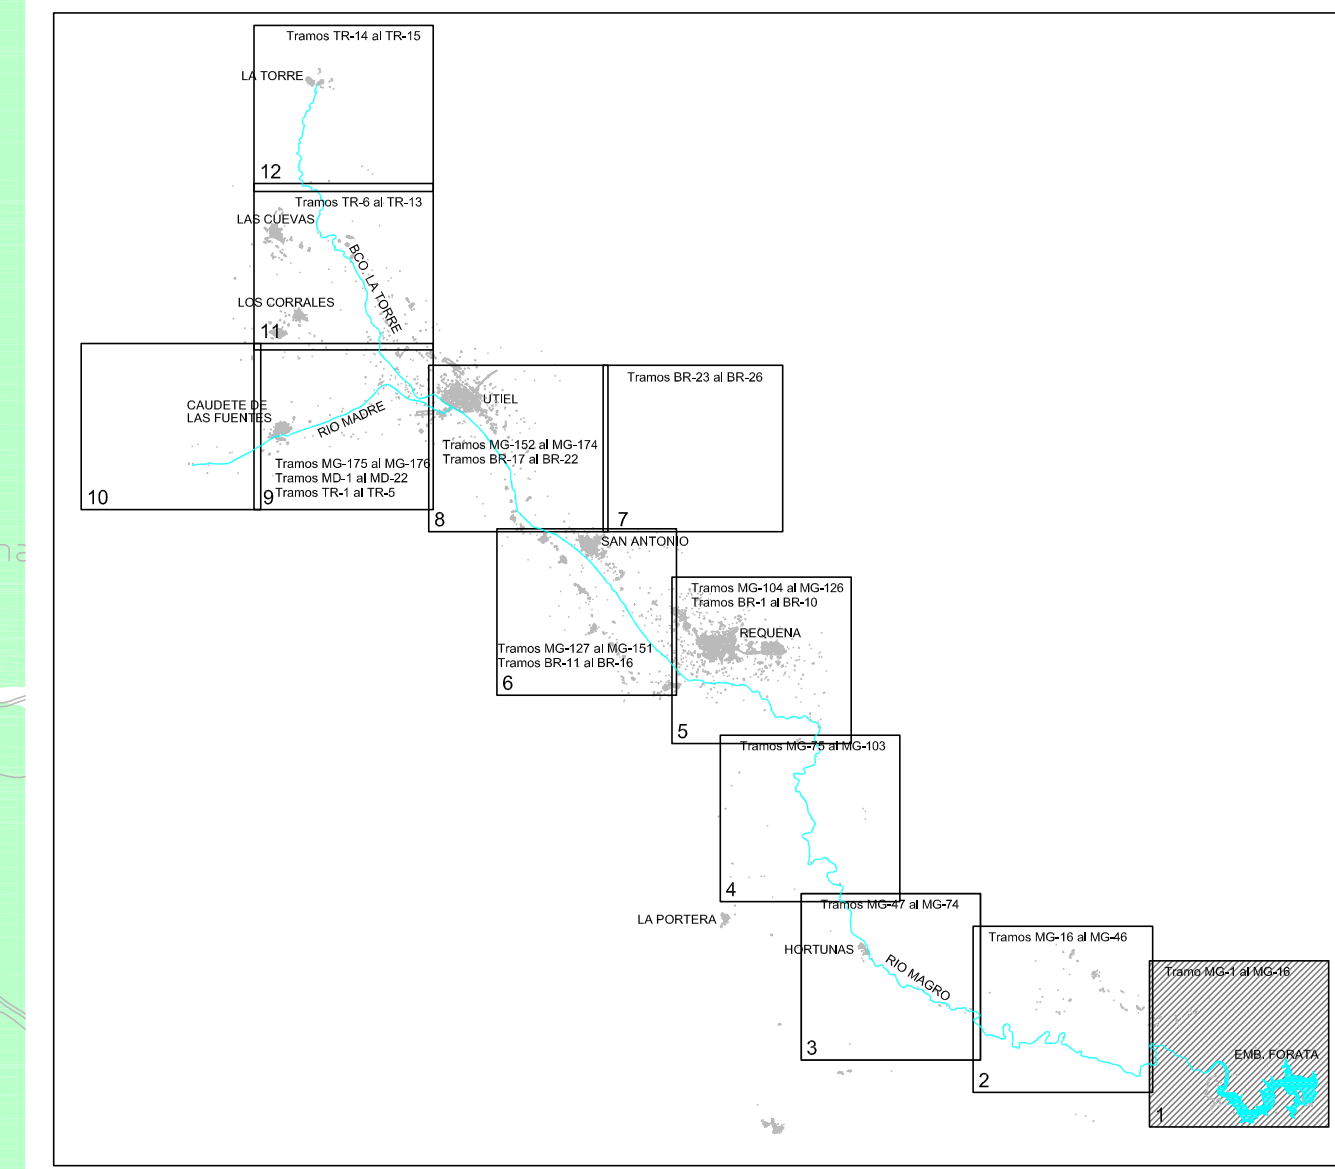 Tramos TR-14 al TR-15
LA TORRE
12
Tramos TR-6 al TR-13
LAS CUEVAS
BCO. LA TORRE
LOS CORRALES
11
Tramos BR-23 al BR-26
CAUDETE DE
LAS FUENTES
RIO MADRE
UTIEL
Tramos MG-152 al MG-174
Tramos BR-17 al BR-22
Tramos MG-175 al MG-176
Tramos MD-1 al MD-22
Tramos TR-1 al TR-5
10
9
8
7
SAN ANTONIO
na
Tramos MG-104 al MG-126
Tramos BR-1 al BR-10
REQUENA
Tramos MG-127 al MG-151
Tramos BR-11 al BR-16
6
5
Tramos MG-75 al MG-103
4
Tramos MG-47 al MG-74
LA PORTERA
HORTUNAS
RIO MAGRO
Tramos MG-16 al MG-46
Tramo MG-1 al MG-16
3
EMB. FORATA
2
1